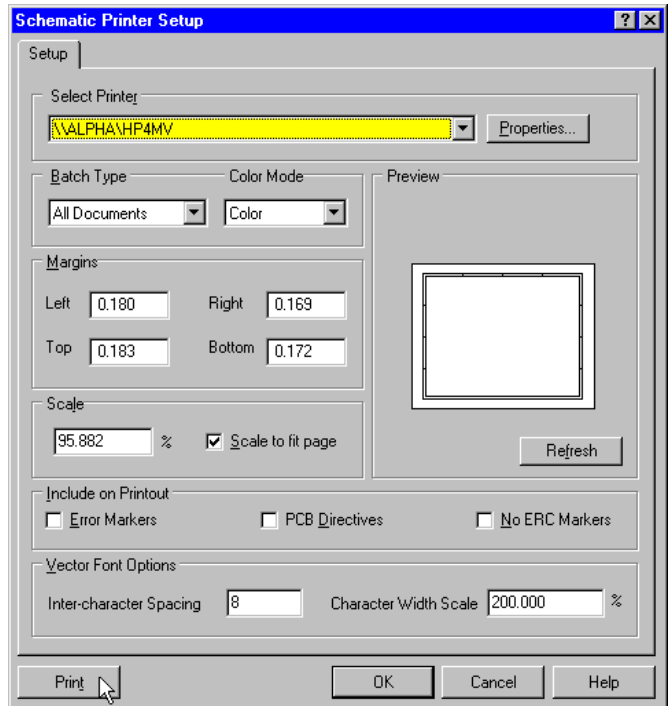 Schematic Printer Setup
Setup
Select Printer
\\ALPHA\HP4MV
Properties...
Batch Type
Color Mode
All Documents
Color
Preview
Margins
Left 0.180 Right 0.169
Top 0.183 Bottom 0.172
Scale
95.882 % Scale to fit page
Refresh
Include on Printout
Error Markers PCB Directives No ERC Markers
Vector Font Options
Inter-character Spacing 8 Character Width Scale 200.000 %
Print OK Cancel Help